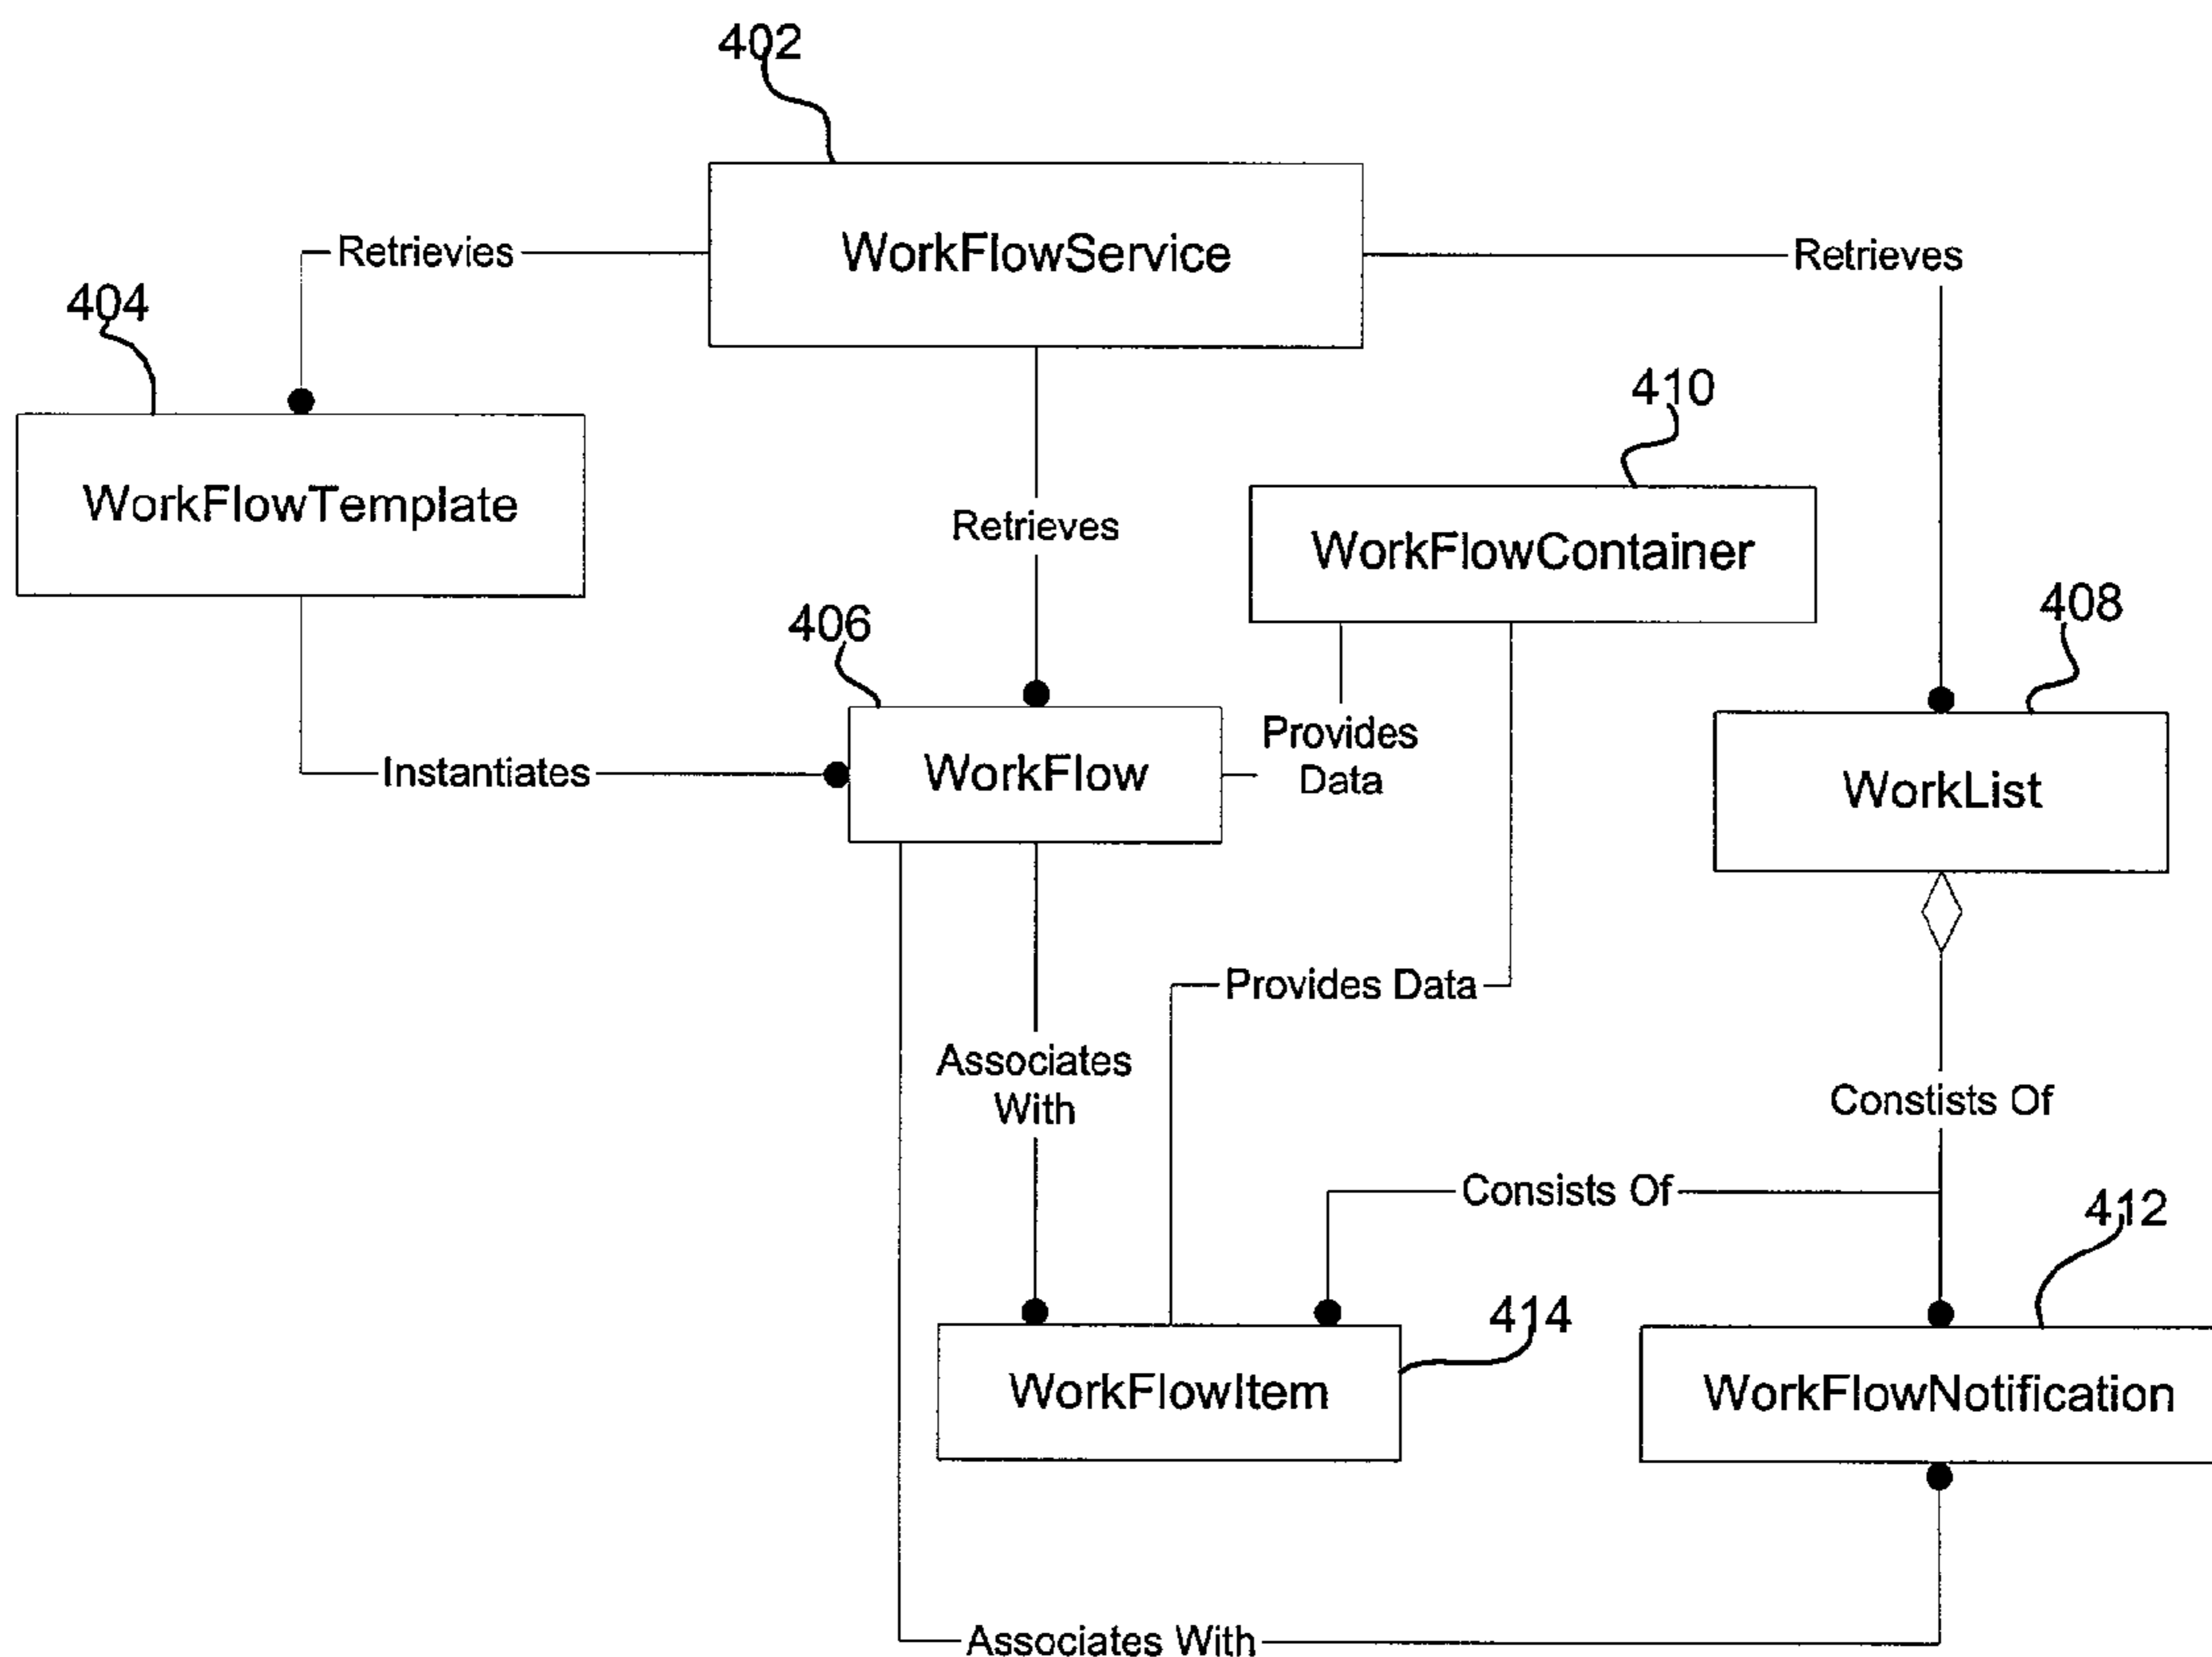 402
Retrievies
WorkFlowService
Retrieves
404
410
WorkFlowTemplate
Retrieves
WorkFlowContainer
408
406
Provides
Data
Instantiates
WorkFlow
WorkList
Provides Data
Associates
With
Constists Of
Consists Of
412
414
WorkFlowItem
WorkFlowNotification
Associates With